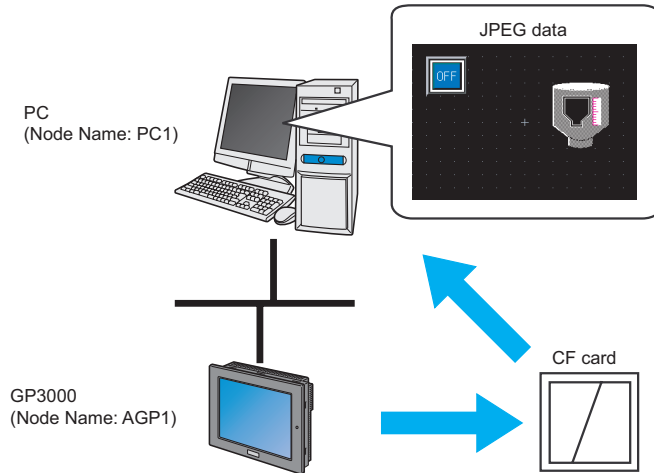 JPEG data
OFF
PC
(Node Name: PC1)
CF card
GP3000
(Node Name: AGP1)